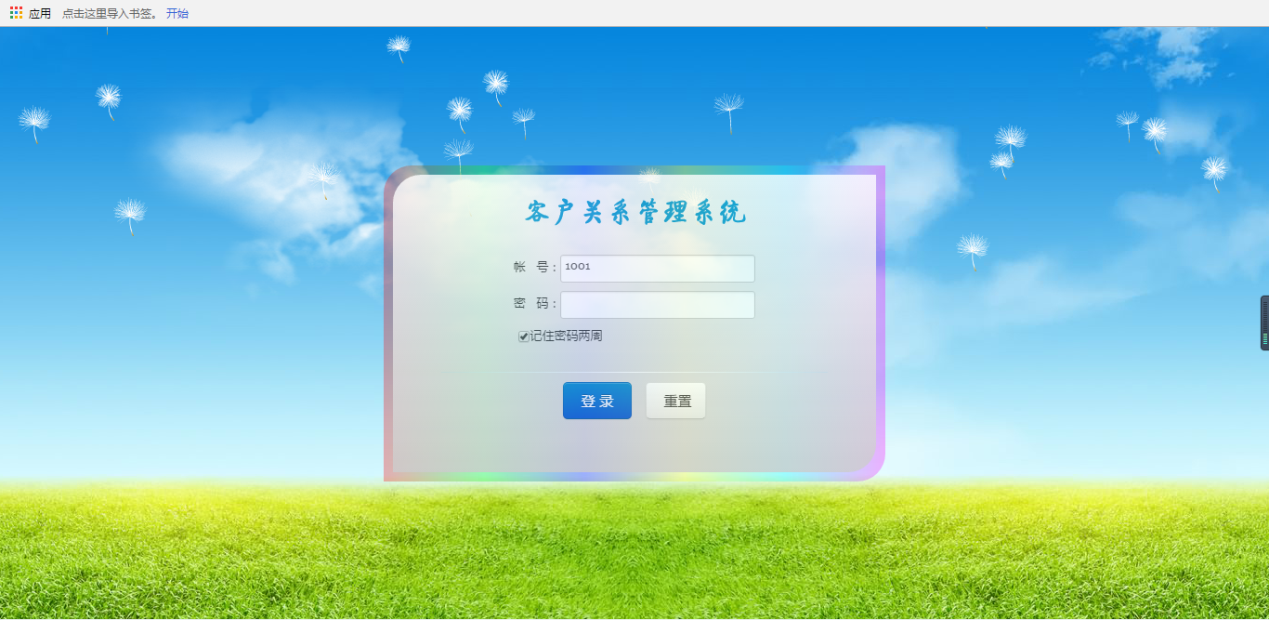 应用 点击这里导入书签。 开始
客户关系管理系统
帐 号：1001
密 码：
记住密码两周
登 录 重置